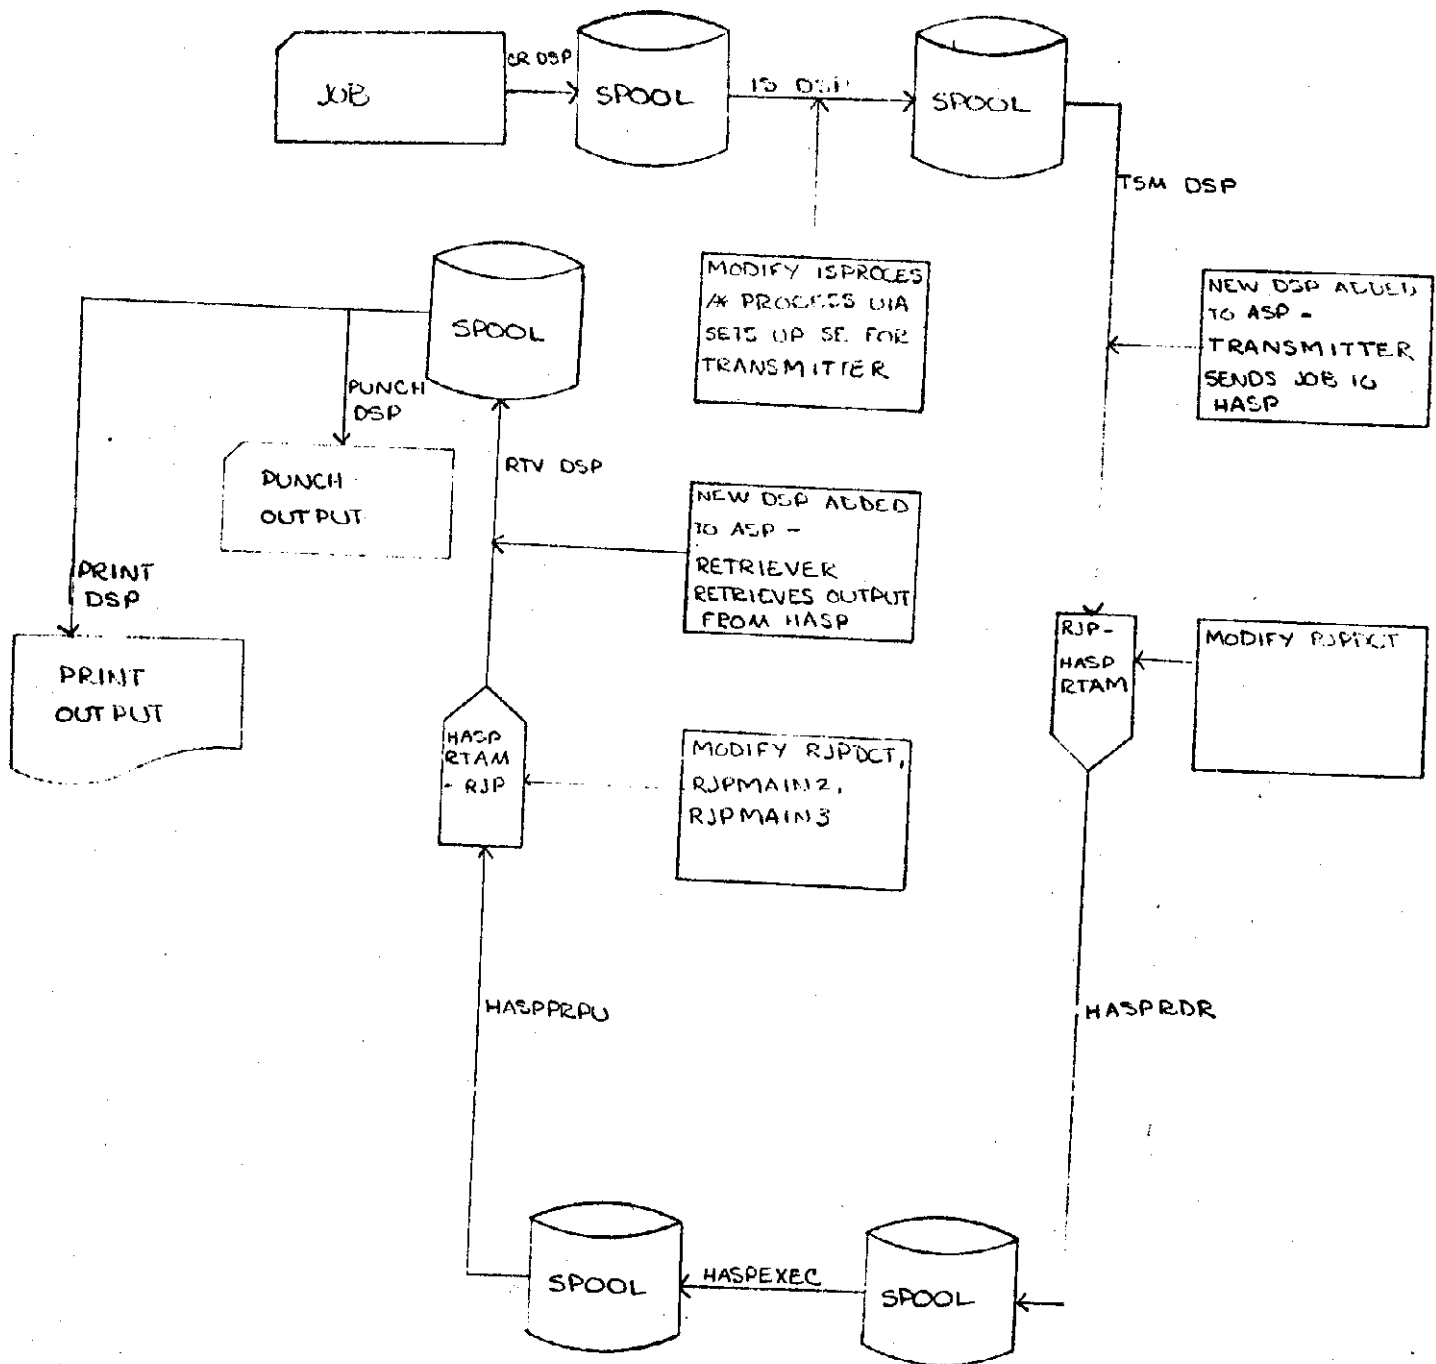 JOB
CR DSP
SPOOL
IS DSP
SPOOL
TSM DSP
MODIFY ISPROCES
PROCESS VIA
SETS UP SE FOR
TRANSMITTER
NEW DSP ADDED
TO ASP -
TRANSMITTER
SENDS JOB TO
HASP
SPOOL
PUNCH
DSP
PUNCH
OUTPUT
RTV DSP
NEW DSP ADDED
TO ASP -
RETRIEVER
RETRIEVES OUTPUT
FROM HASP
PRINT
DSP
PRINT
OUTPUT
RJP-
HASP
RTAM
MODIFY RJPDCT
HASP
RTAM
- RJP
MODIFY RJPDCT,
RJPMAIN2,
RJPMAIN3
HASPPRPU
HASPRDR
SPOOL
HASPEXEC
SPOOL